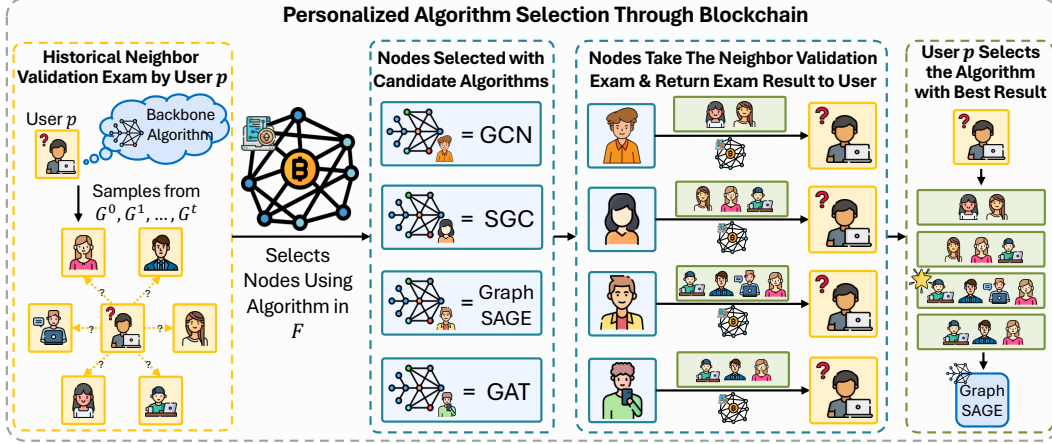 Personalized Algorithm Selection Through Blockchain
Historical Neighbor
Validation Exam by User p
User p
Backbone
Algorithm
?
Samples from
G⁰, G¹, ..., Gᵗ
?
?
?
?
?
?
?
B
Selects
Nodes Using
Algorithm in
F
Nodes Selected with
Candidate Algorithms
= GCN
= SGC
= Graph
SAGE
= GAT
Nodes Take The Neighbor Validation
Exam & Return Exam Result to User
B
?
B
?
B
?
B
?
User p Selects
the Algorithm
with Best Result
?
Graph
SAGE